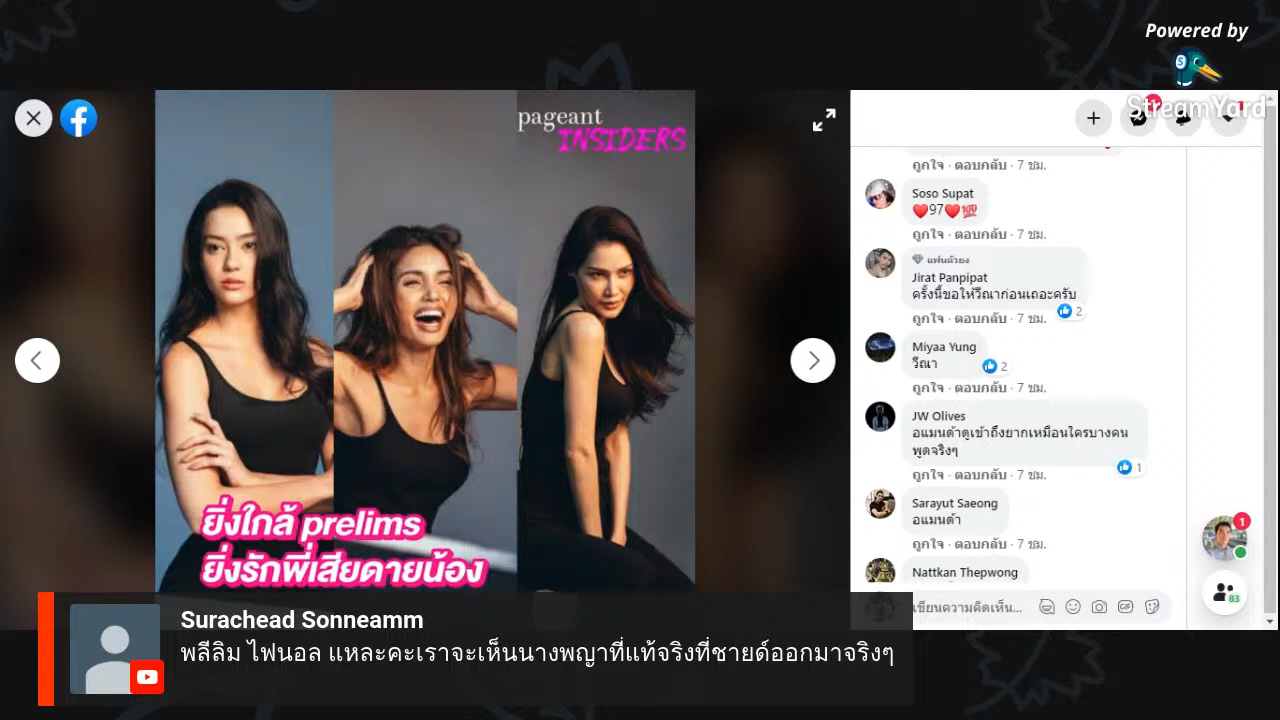 Powered by
StreamYard
pageant
INSIDERS
ยิ่งใกล้ prelims
ยิ่งรักพี่เสียดายน้อง
ถูกใจ · ตอบกลับ · 7 ชม.
Soso Supat
❤️97❤️💯
ถูกใจ · ตอบกลับ · 7 ชม.
แฟนตัวยง
Jirat Panpipat
ครั้งนี้ขอให้วีณาก่อนเถอะครับ
ถูกใจ · ตอบกลับ · 7 ชม.
2
Miyaa Yung
วีณา
2
ถูกใจ · ตอบกลับ · 7 ชม.
JW Olives
อแมนด้าดูเข้าถึงยากเหมือนใครบางคน
พูดจริงๆ
1
ถูกใจ · ตอบกลับ · 7 ชม.
Sarayut Saeong
อแมนด้า
ถูกใจ · ตอบกลับ · 7 ชม.
Nattkan Thepwong
1
83
เขียนความคิดเห็น...
GIF
Surachead Sonneamm
พลีลิม ไฟนอล แหละคะเราจะเห็นนางพญาที่แท้จริงที่ชายด์ออกมาจริงๆ